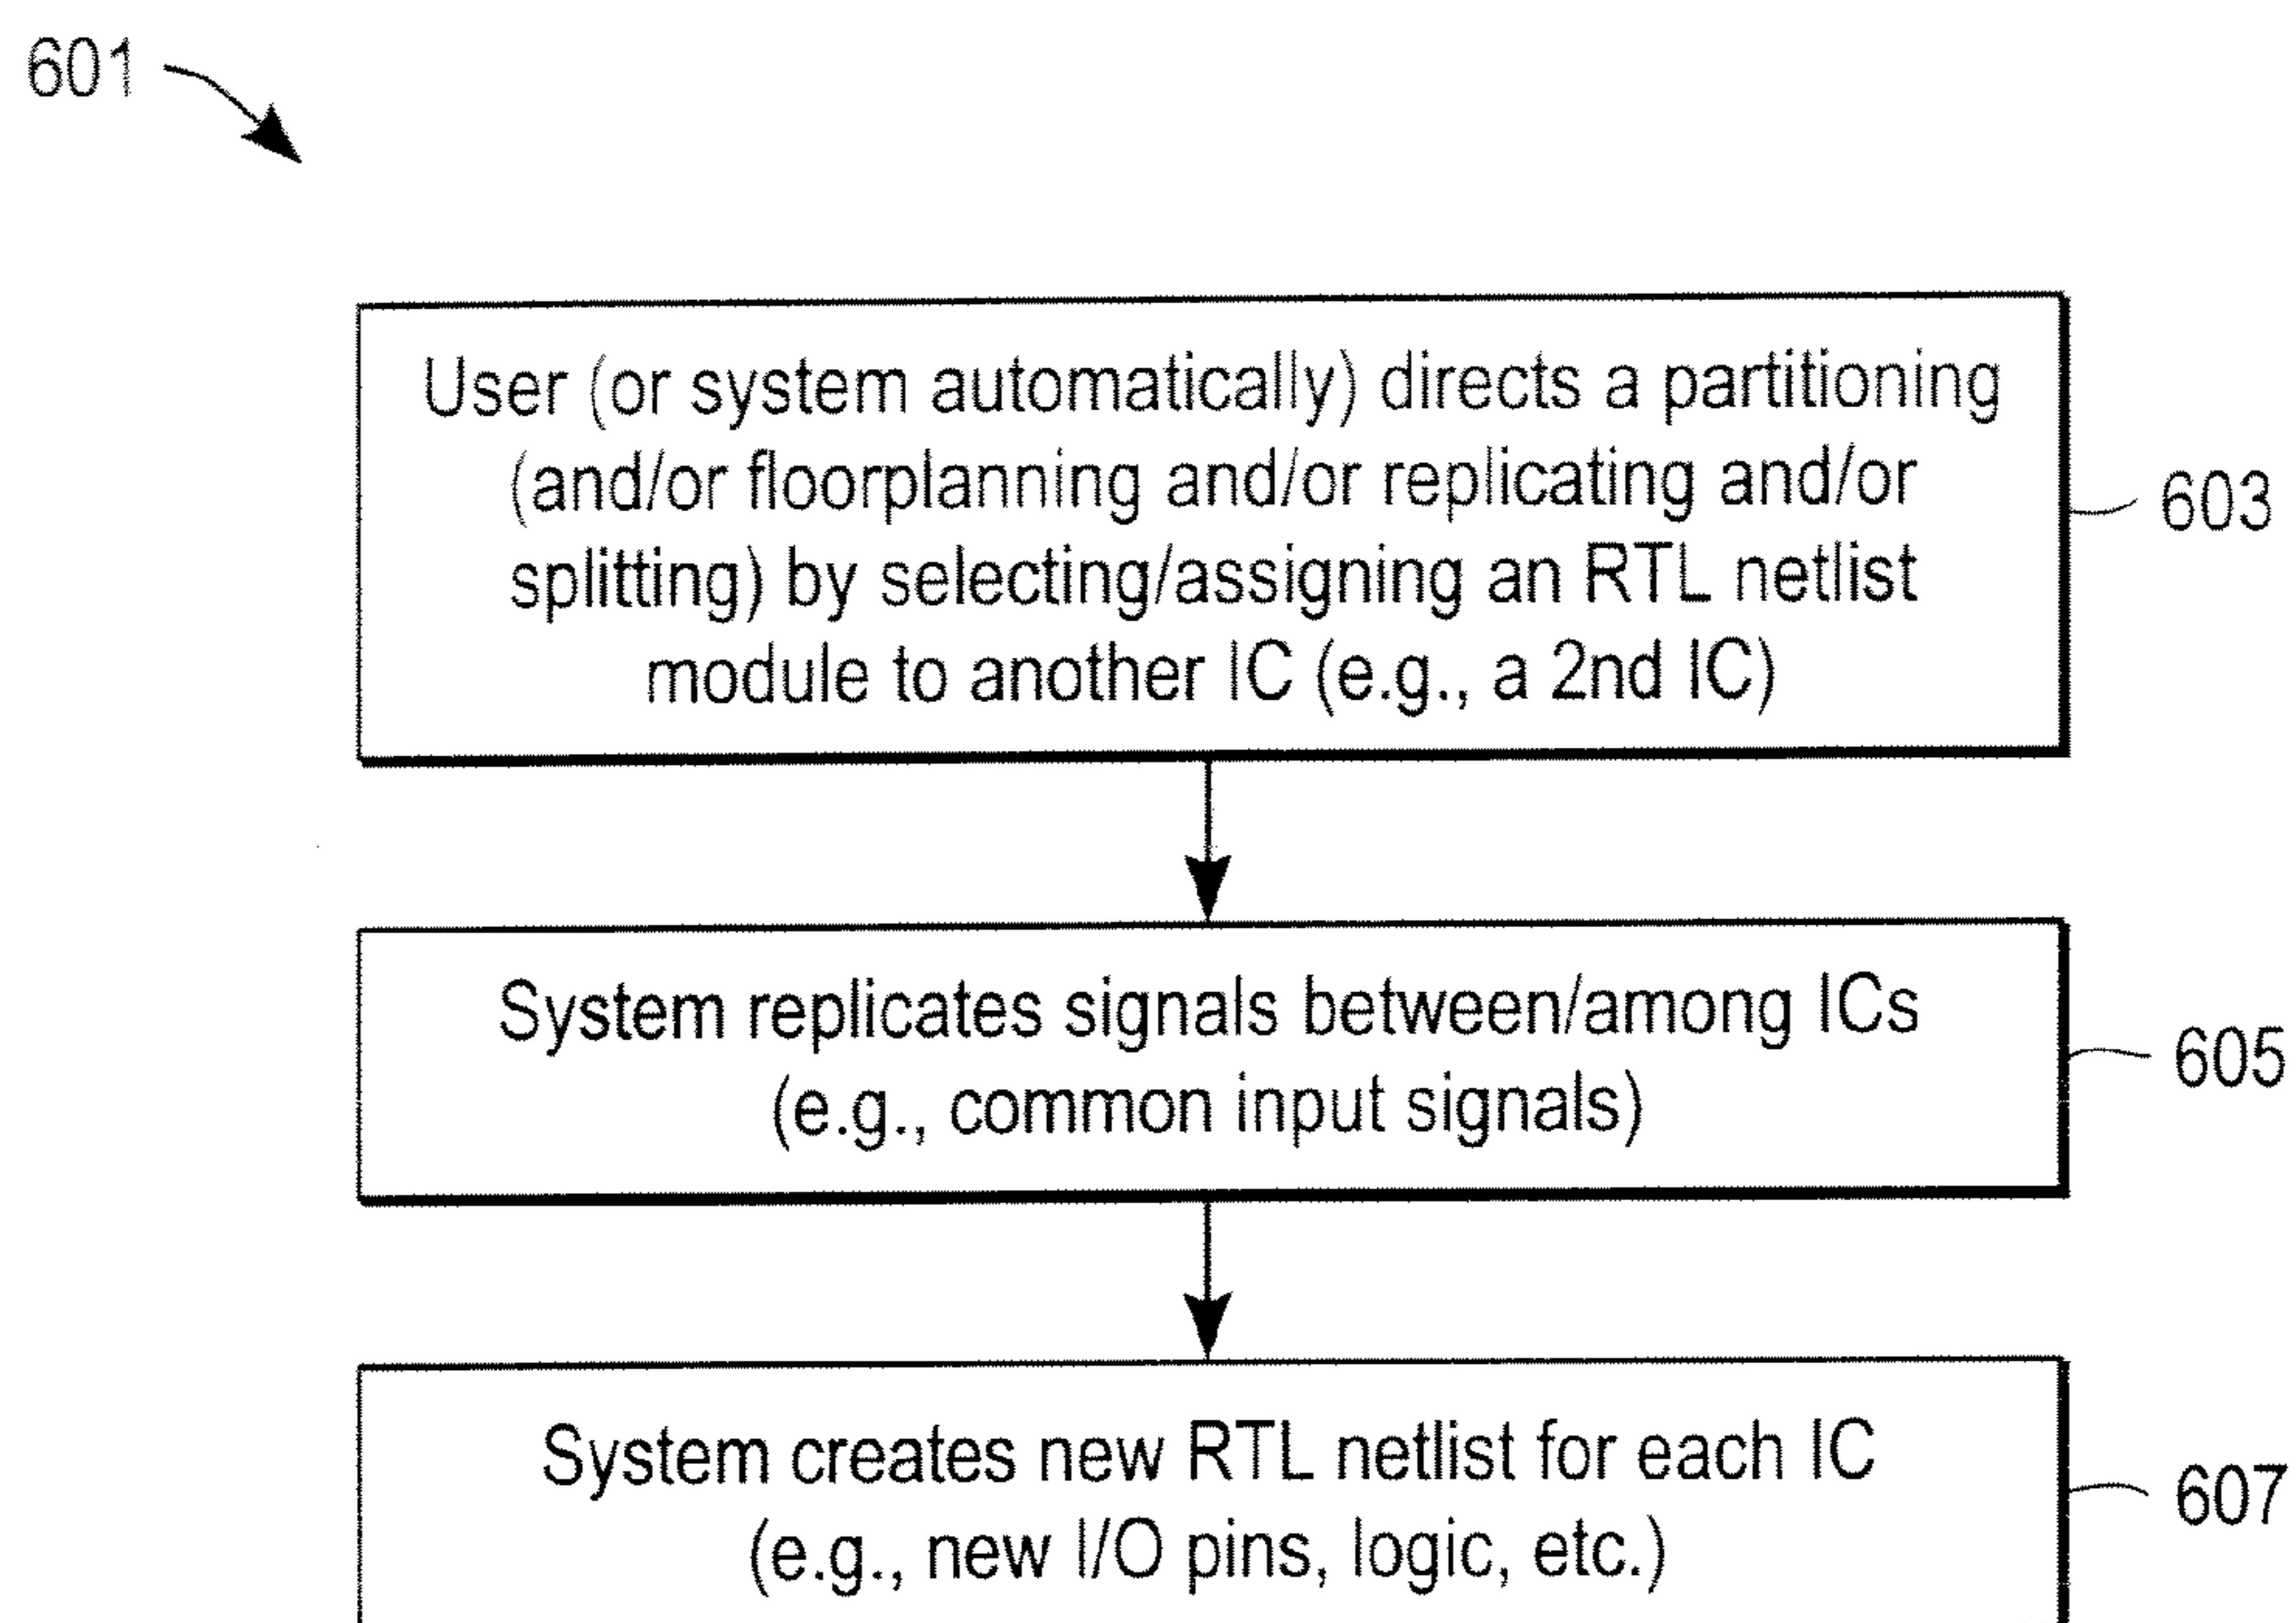 601
User (or system automatically) directs a partitioning
(and/or floorplanning and/or replicating and/or
splitting) by selecting/assigning an RTL netlist
module to another IC (e.g., a 2nd IC)
603
System replicates signals between/among ICs
(e.g., common input signals)
605
System creates new RTL netlist for each IC
(e.g., new I/O pins, logic, etc.)
607